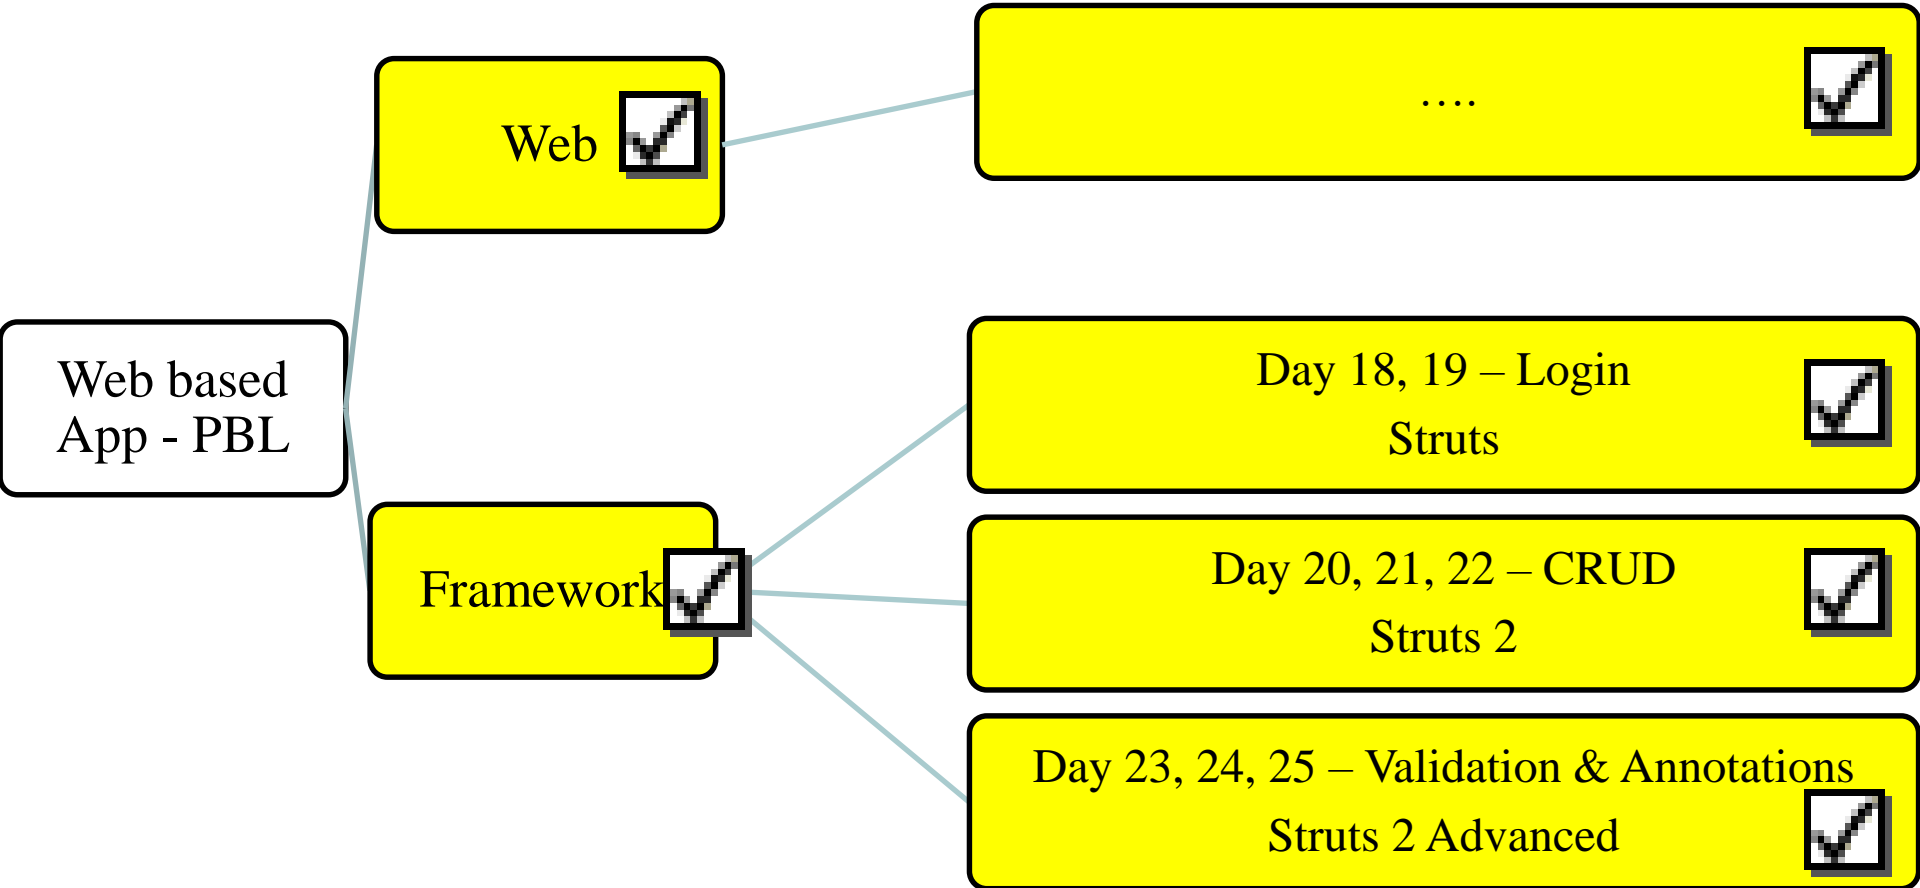 Web based
App - PBL
Web
….
Framework
Day 18, 19 – Login
Struts
Day 20, 21, 22 – CRUD
Struts 2
Day 23, 24, 25 – Validation & Annotations
Struts 2 Advanced